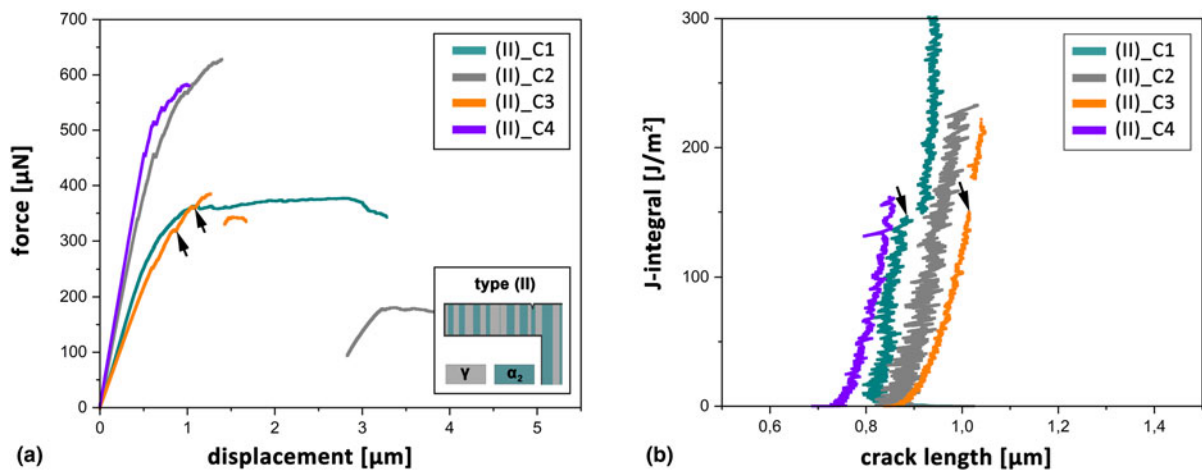 700
600
500
400
300
200
100
0
force [µN]
0
1
2
3
4
5
displacement [µm]
(a)
(II)_C1
(II)_C2
(II)_C3
(II)_C4
type (II)
γ
α₂
300
200
100
0
J-integral [J/m²]
0,6
0,8
1,0
1,2
1,4
crack length [µm]
(b)
(II)_C1
(II)_C2
(II)_C3
(II)_C4